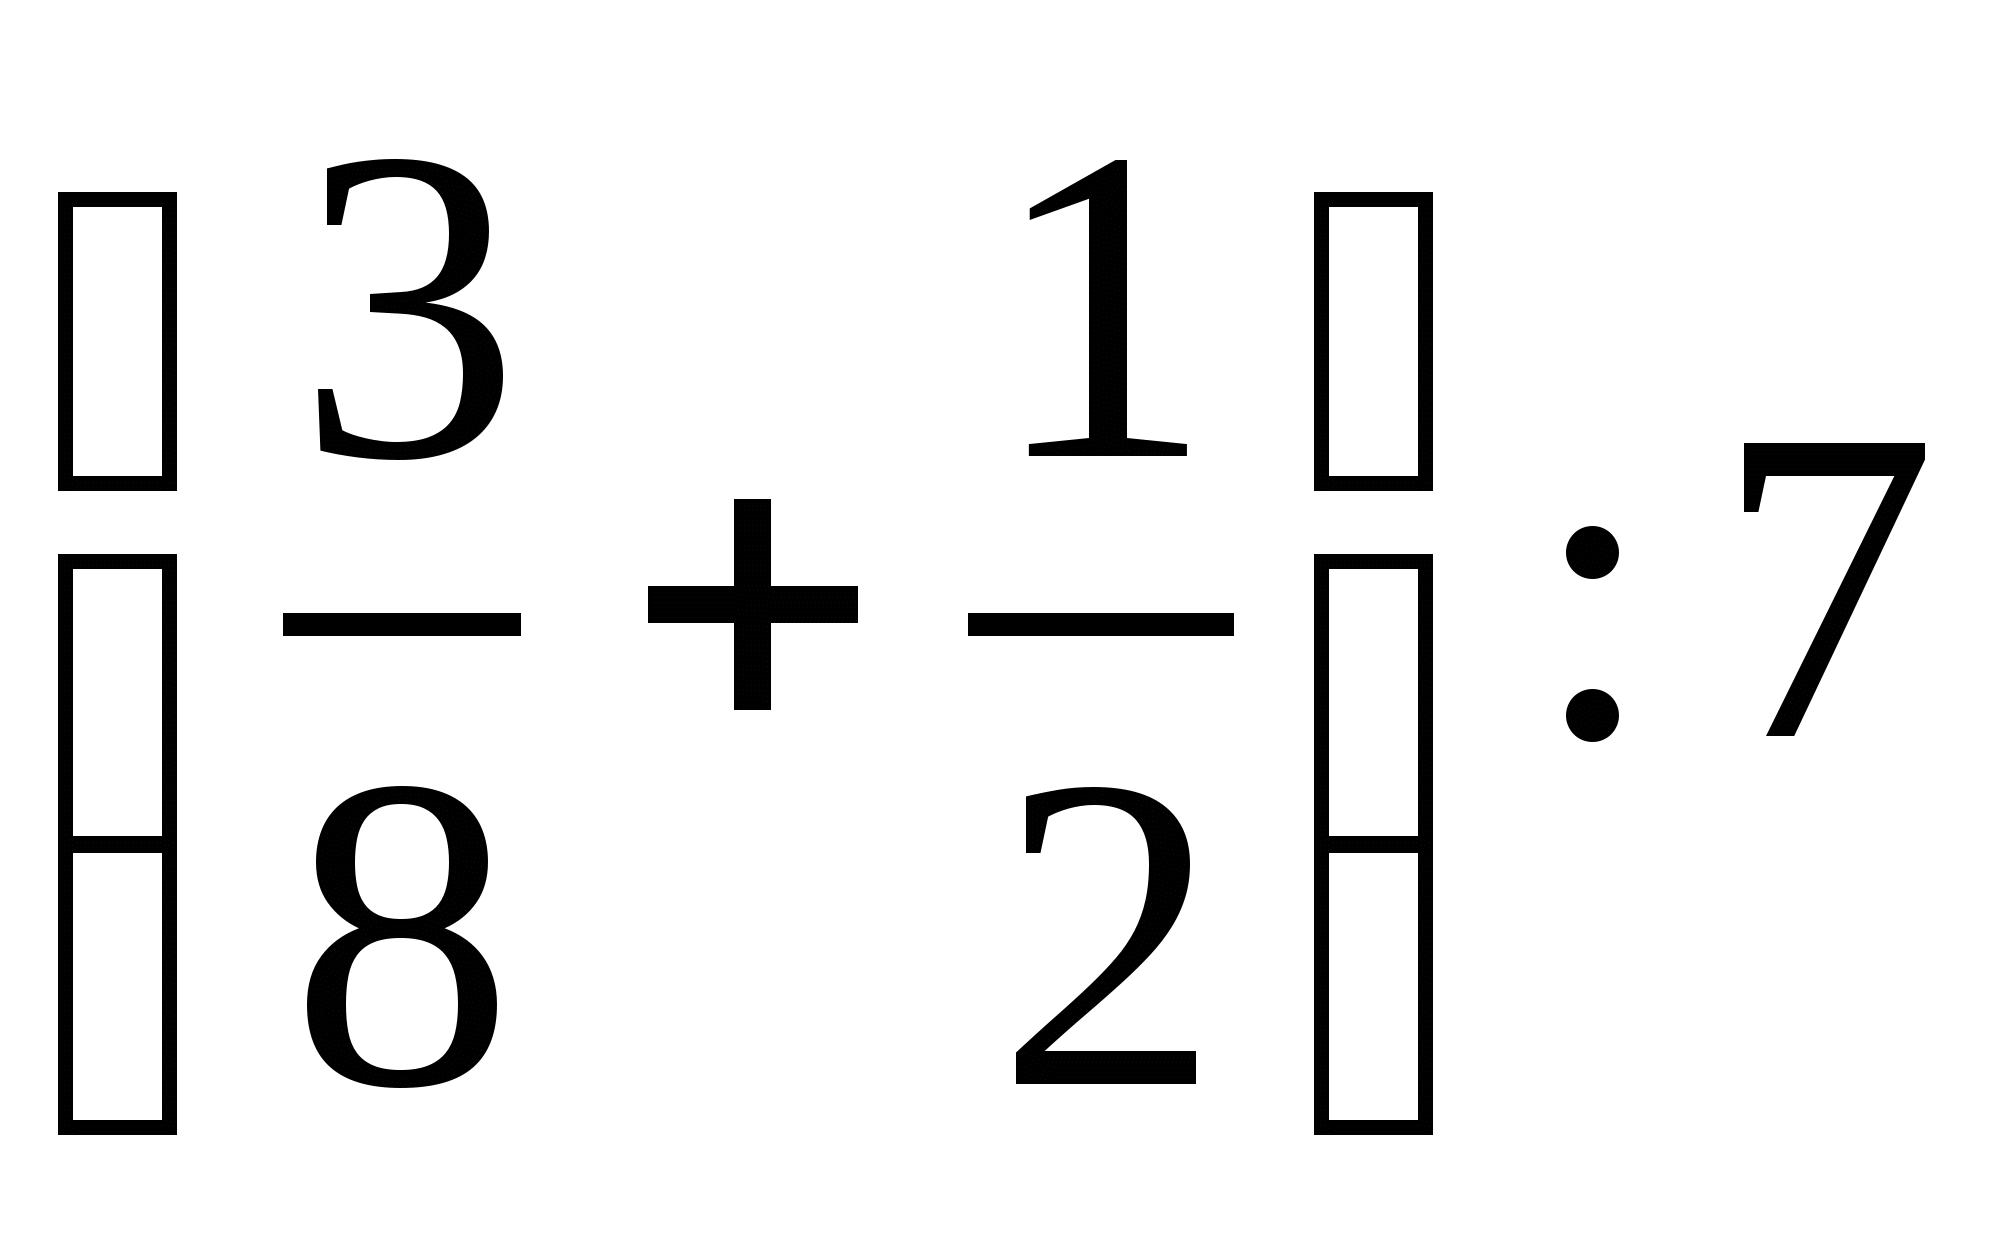 (3/8 + 1/2) : 7